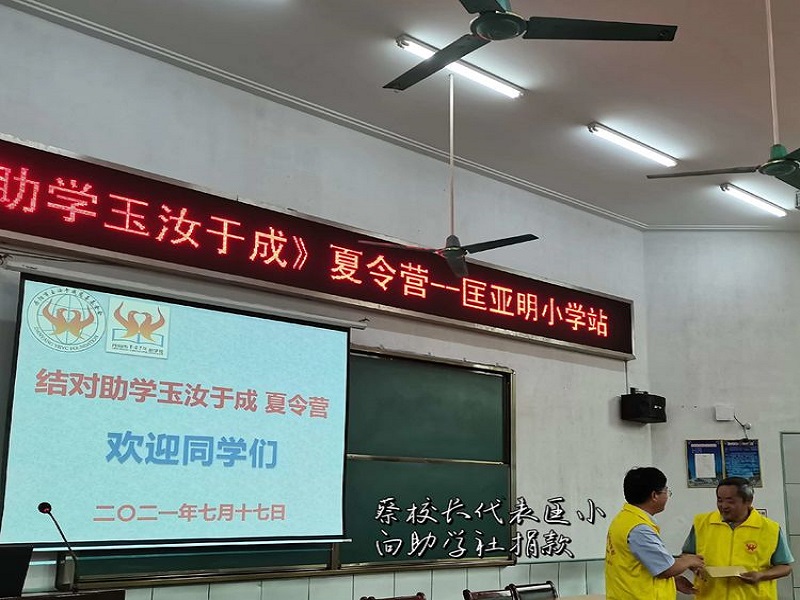 助学玉汝于成》夏令营--匡亚明小学站
结对助学玉汝于成 夏令营
欢迎同学们
二〇二一年七月十七日
蔡校长代表匡小
向助学社捐款